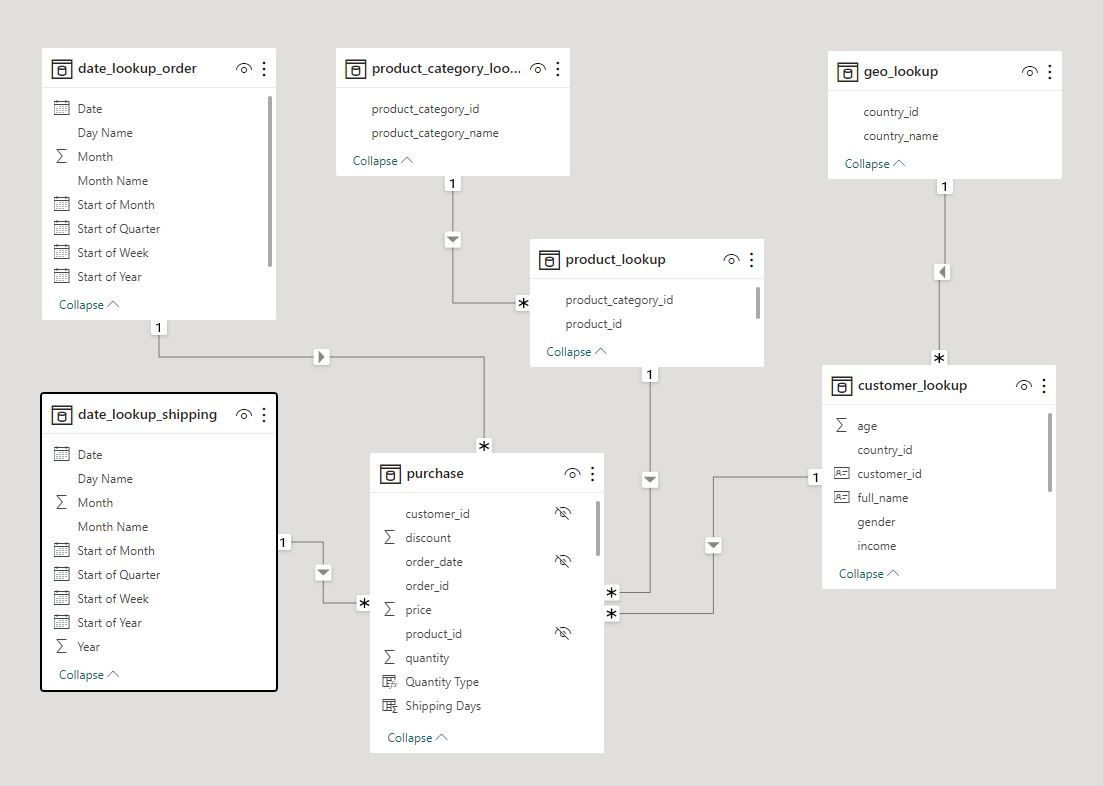 date_lookup_order
Date
Day Name
Month
Month Name
Start of Month
Start of Quarter
Start of Week
Start of Year
Collapse
1
product_category_loo...
product_category_id
product_category_name
Collapse
1
*
geo_lookup
country_id
country_name
Collapse
1
*
product_lookup
product_category_id
product_id
Collapse
1
*
date_lookup_shipping
Date
Day Name
Month
Month Name
Start of Month
Start of Quarter
Start of Week
Start of Year
Year
Collapse
1
*
*
purchase
customer_id
discount
order_date
order_id
price
product_id
quantity
Quantity Type
Shipping Days
Collapse
customer_lookup
age
country_id
customer_id
full_name
gender
income
Collapse
1
*